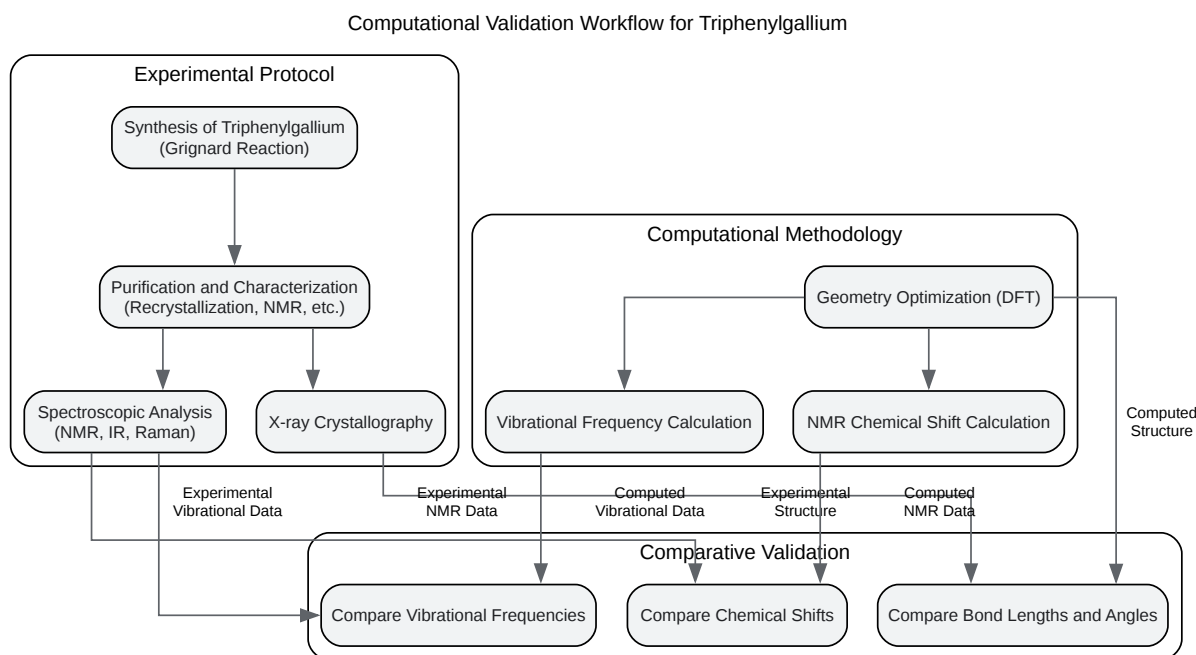 Computational Validation Workflow for Triphenylgallium
Experimental Protocol
Synthesis of Triphenylgallium
(Grignard Reaction)
Purification and Characterization
(Recrystallization, NMR, etc.)
Spectroscopic Analysis
(NMR, IR, Raman)
X-ray Crystallography
Computational Methodology
Geometry Optimization (DFT)
Vibrational Frequency Calculation
NMR Chemical Shift Calculation
Computed
Structure
Experimental
Vibrational Data
Experimental
NMR Data
Computed
Vibrational Data
Experimental
Structure
Computed
NMR Data
Comparative Validation
Compare Vibrational Frequencies
Compare Chemical Shifts
Compare Bond Lengths and Angles